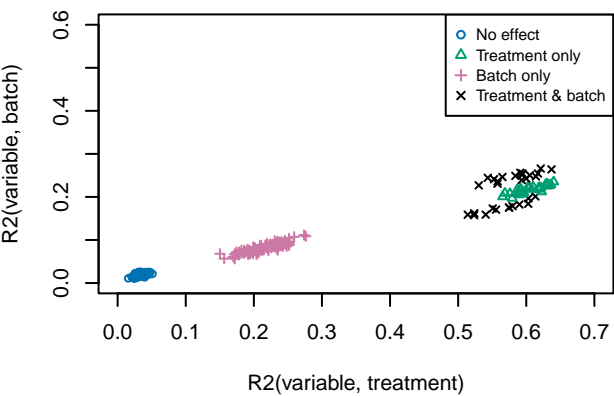 No effect
Treatment only
Batch only
Treatment & batch
R2(variable, batch)
0.6
0.4
0.2
0.0
0.0 0.1 0.2 0.3 0.4 0.5 0.6 0.7
R2(variable, treatment)